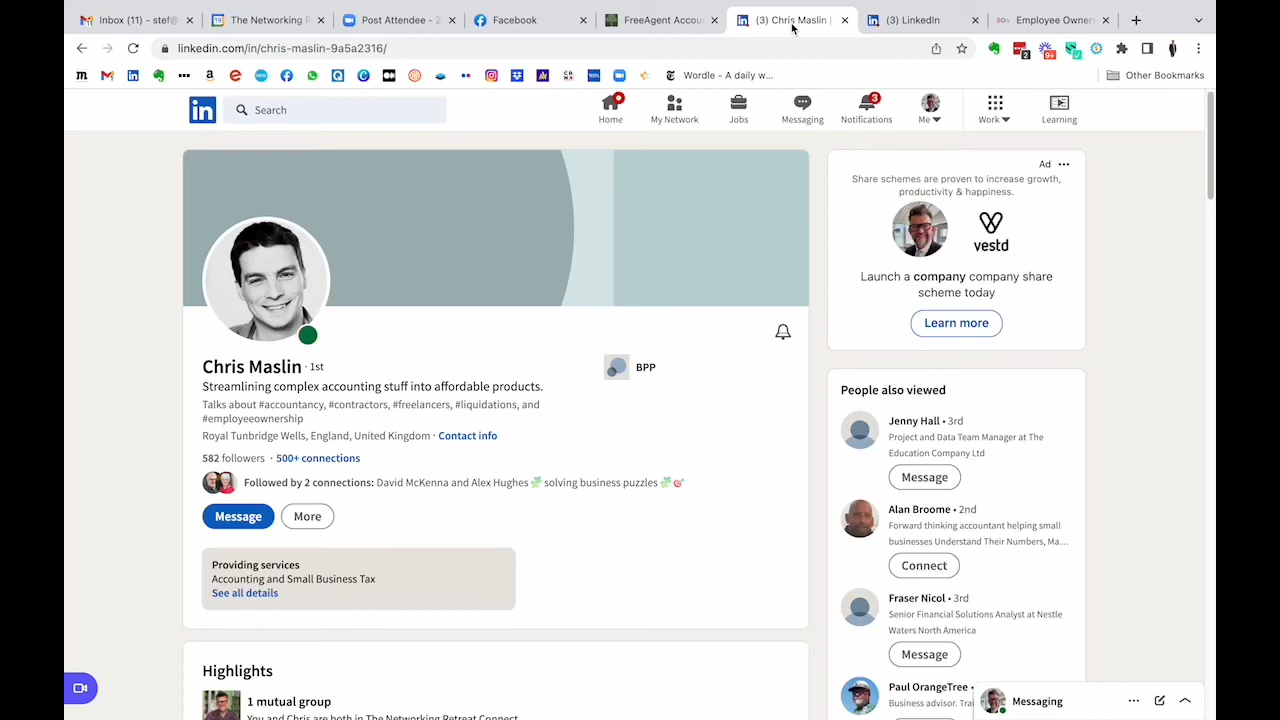 Inbox (11) - stef@
The Networking R
Post Attendee - Z
Facebook
FreeAgent Accou
(3) Chris Maslin |
(3) LinkedIn
EOA
Employee Owner
linkedin.com/in/chris-maslin-9a5a2316/
2
9+
Wordle - A daily w...
Other Bookmarks
in
Search
Home
My Network
Jobs
Messaging
3
Notifications
Me
Work
Learning
Ad
Share schemes are proven to increase growth,
productivity & happiness.
vestd
Launch a company company share
scheme today
Learn more
Chris Maslin · 1st
BPP
Streamlining complex accounting stuff into affordable products.
Talks about #accountancy, #contractors, #freelancers, #liquidations, and
#employeeownership
Royal Tunbridge Wells, England, United Kingdom · Contact info
582 followers · 500+ connections
Followed by 2 connections: David McKenna and Alex Hughes 🧩solving business puzzles🧩🎯
Message
More
Providing services
Accounting and Small Business Tax
See all details
Highlights
1 mutual group
You and Chris are both in The Networking Retreat Connect
People also viewed
Jenny Hall • 3rd
Project and Data Team Manager at The
Education Company Ltd
Message
Alan Broome • 2nd
Forward thinking accountant helping small
businesses Understand Their Numbers, Ma...
Connect
Fraser Nicol • 3rd
Senior Financial Solutions Analyst at Nestle
Waters North America
Message
Paul OrangeTree •
Business advisor. Trai
Messaging